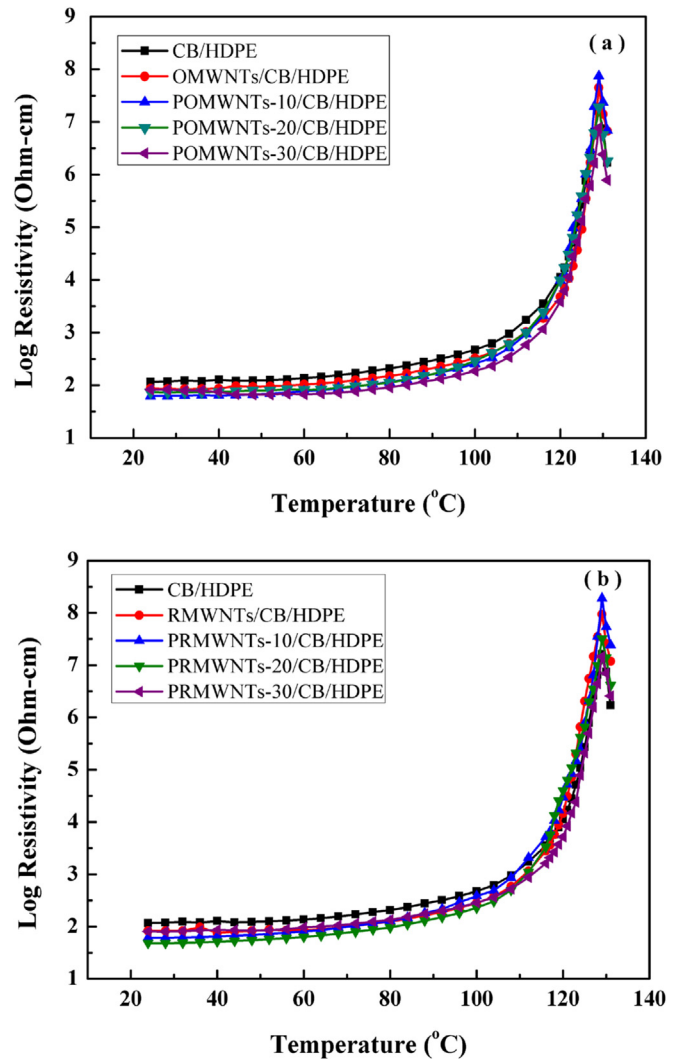 9
8
7
6
5
4
3
2
1
Log Resistivity (Ohm-cm)
( a )
CB/HDPE
OMWNTs/CB/HDPE
POMWNTs-10/CB/HDPE
POMWNTs-20/CB/HDPE
POMWNTs-30/CB/HDPE
20 40 60 80 100 120 140
Temperature (°C)
9
8
7
6
5
4
3
2
1
Log Resistivity (Ohm-cm)
( b )
CB/HDPE
RMWNTs/CB/HDPE
PRMWNTs-10/CB/HDPE
PRMWNTs-20/CB/HDPE
PRMWNTs-30/CB/HDPE
20 40 60 80 100 120 140
Temperature (°C)